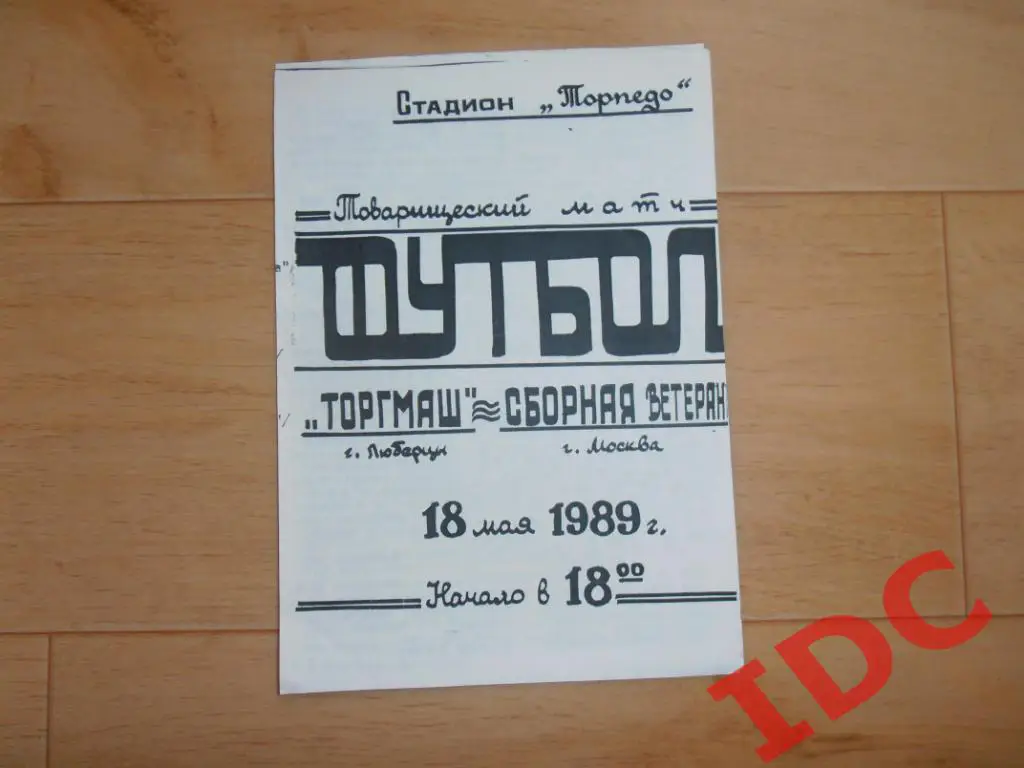 Стадион „Торпедо“
Товарищеский матч
ФУТБОЛ
„ТОРГМАШ" ≈ СБОРНАЯ ВЕТЕРАН
г. Люберцы г. Москва
18 мая 1989 г.
Начало в 18⁰⁰
IDC